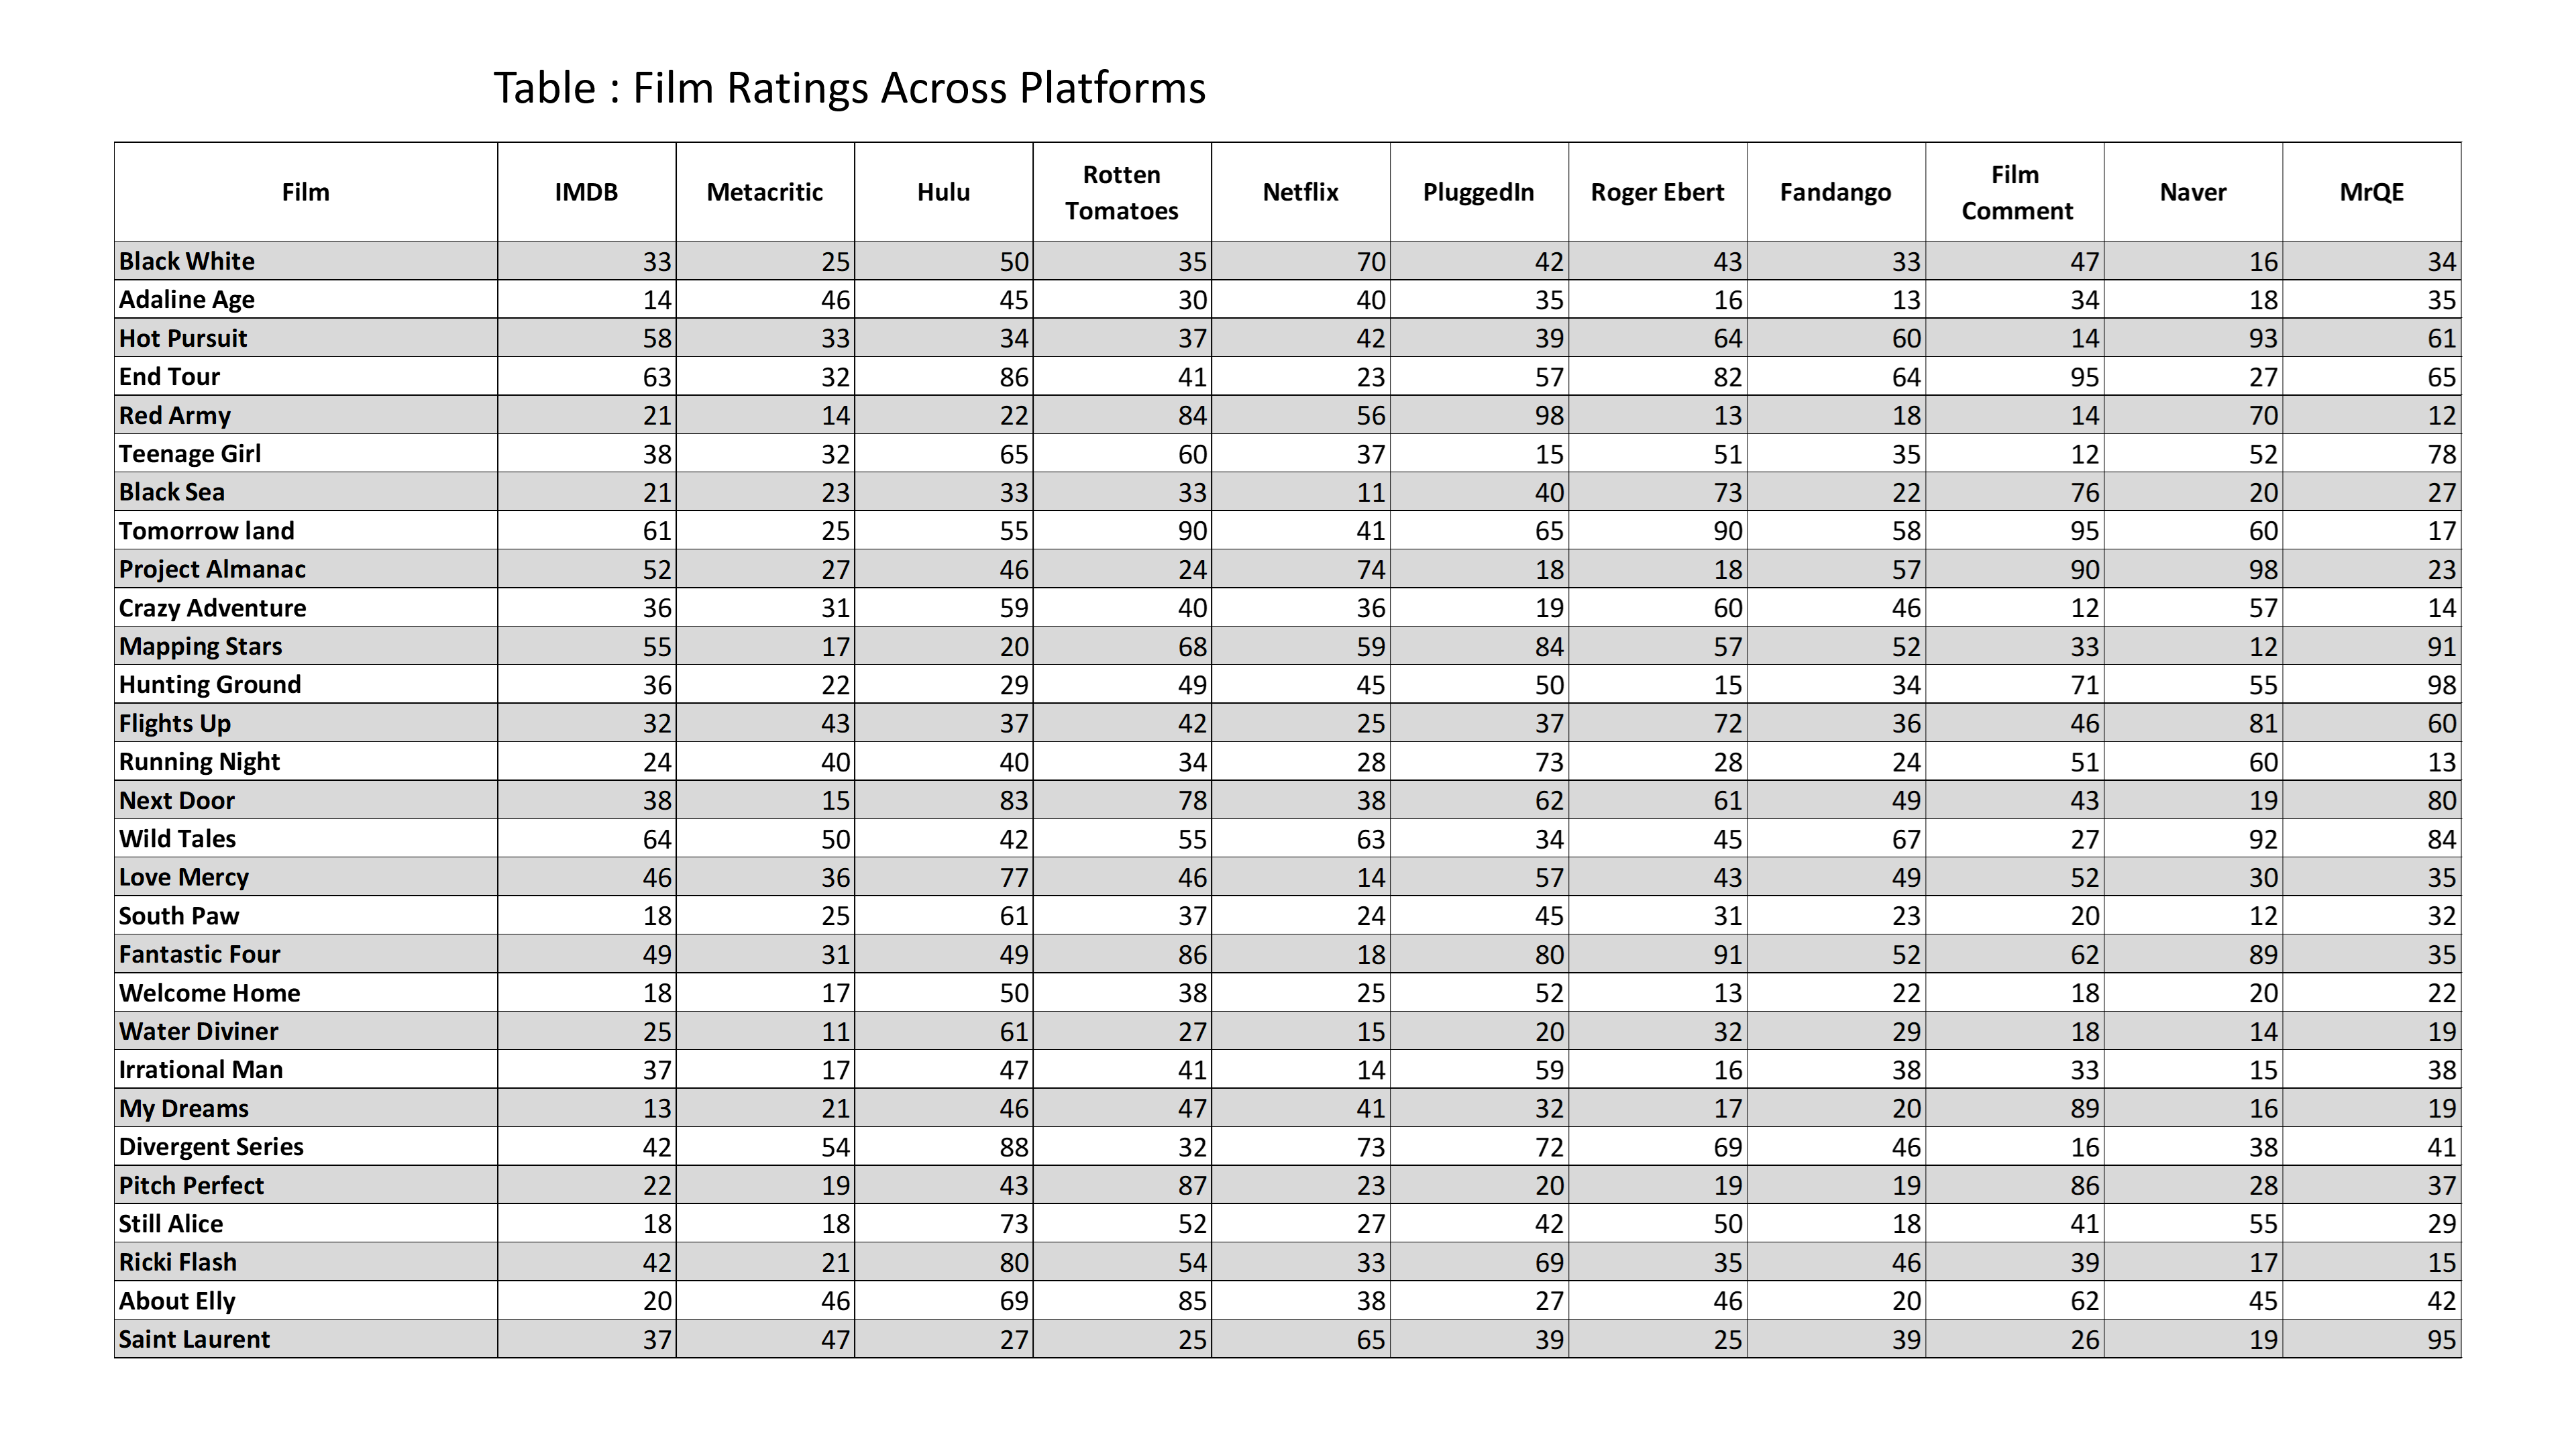 Table : Film Ratings Across Platforms
Film IMDB Metacritic Hulu Rotten Tomatoes Netflix PluggedIn Roger Ebert Fandango Film Comment Naver MrQE
Black White 33 25 50 35 70 42 43 33 47 16 34
Adaline Age 14 46 45 30 40 35 16 13 34 18 35
Hot Pursuit 58 33 34 37 42 39 64 60 14 93 61
End Tour 63 32 86 41 23 57 82 64 95 27 65
Red Army 21 14 22 84 56 98 13 18 14 70 12
Teenage Girl 38 32 65 60 37 15 51 35 12 52 78
Black Sea 21 23 33 33 11 40 73 22 76 20 27
Tomorrow land 61 25 55 90 41 65 90 58 95 60 17
Project Almanac 52 27 46 24 74 18 18 57 90 98 23
Crazy Adventure 36 31 59 40 36 19 60 46 12 57 14
Mapping Stars 55 17 20 68 59 84 57 52 33 12 91
Hunting Ground 36 22 29 49 45 50 15 34 71 55 98
Flights Up 32 43 37 42 25 37 72 36 46 81 60
Running Night 24 40 40 34 28 73 28 24 51 60 13
Next Door 38 15 83 78 38 62 61 49 43 19 80
Wild Tales 64 50 42 55 63 34 45 67 27 92 84
Love Mercy 46 36 77 46 14 57 43 49 52 30 35
South Paw 18 25 61 37 24 45 31 23 20 12 32
Fantastic Four 49 31 49 86 18 80 91 52 62 89 35
Welcome Home 18 17 50 38 25 52 13 22 18 20 22
Water Diviner 25 11 61 27 15 20 32 29 18 14 19
Irrational Man 37 17 47 41 14 59 16 38 33 15 38
My Dreams 13 21 46 47 41 32 17 20 89 16 19
Divergent Series 42 54 88 32 73 72 69 46 16 38 41
Pitch Perfect 22 19 43 87 23 20 19 19 86 28 37
Still Alice 18 18 73 52 27 42 50 18 41 55 29
Ricki Flash 42 21 80 54 33 69 35 46 39 17 15
About Elly 20 46 69 85 38 27 46 20 62 45 42
Saint Laurent 37 47 27 25 65 39 25 39 26 19 95